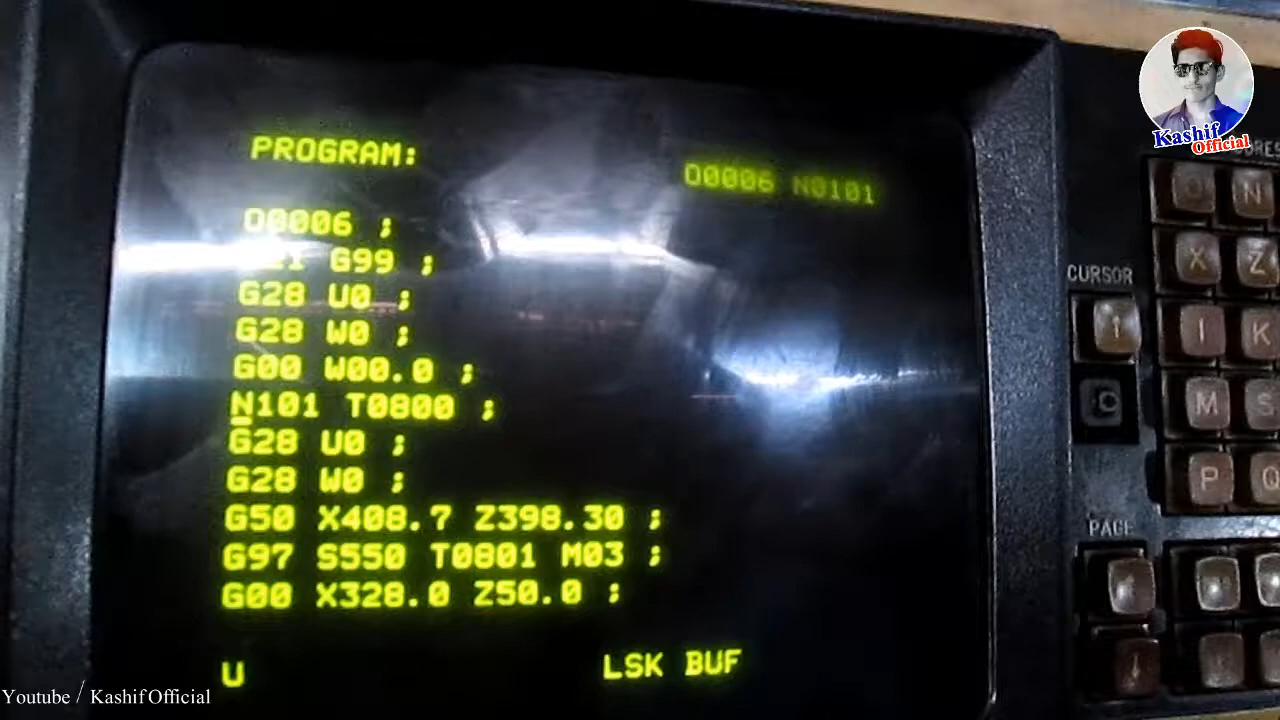 PROGRAM:
O0006 N0101
O0006 ;
G99 ;
G28 U0 ;
G28 W0 ;
G00 W00.0 ;
N101 T0800 ;
G28 U0 ;
G28 W0 ;
G50 X408.7 Z398.30 ;
G97 S550 T0801 M03 ;
G00 X328.0 Z50.0 ;
U
LSK BUF
Kashif
Official
N
X Z
CURSOR
I K
M S
P
PAGE
Youtube / Kashif Official